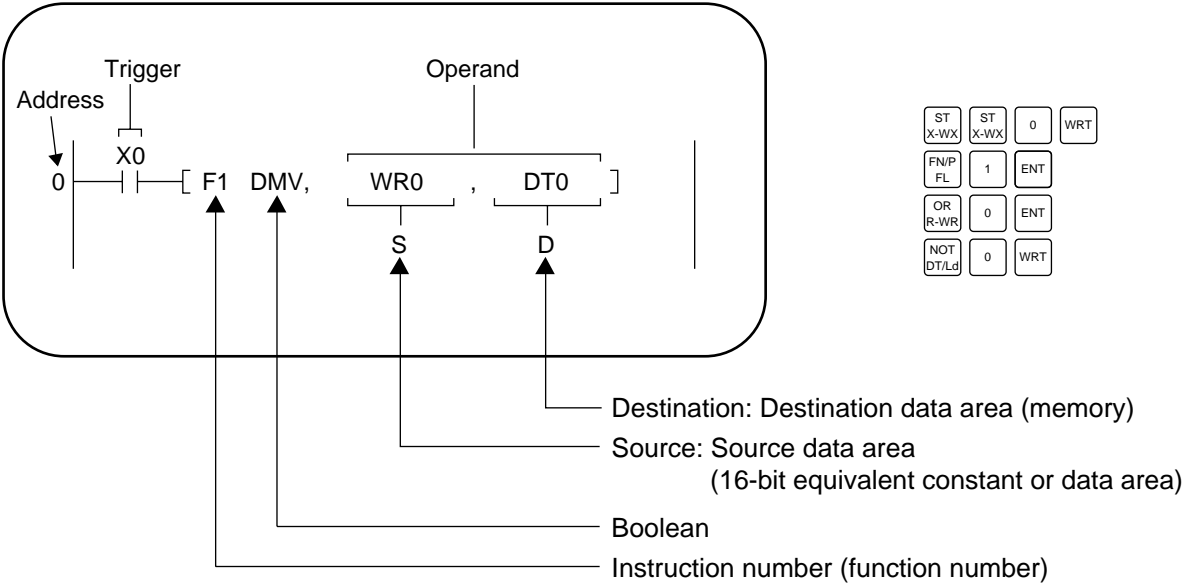 Trigger
Operand
Address
X0
0
F1 DMV, WR0 , DT0
S
D
ST X-WX
ST X-WX
0
WRT
FN/P FL
1
ENT
OR R-WR
0
ENT
NOT DT/Ld
0
WRT
Destination: Destination data area (memory)
Source: Source data area
(16-bit equivalent constant or data area)
Boolean
Instruction number (function number)